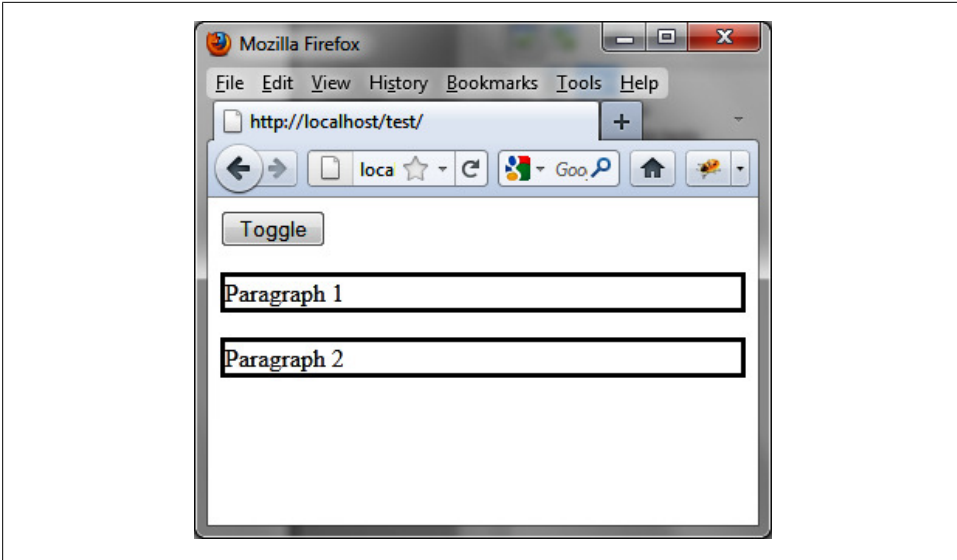 Mozilla Firefox
File Edit View History Bookmarks Tools Help
http://localhost/test/
loca Goo
Toggle
Paragraph 1
Paragraph 2